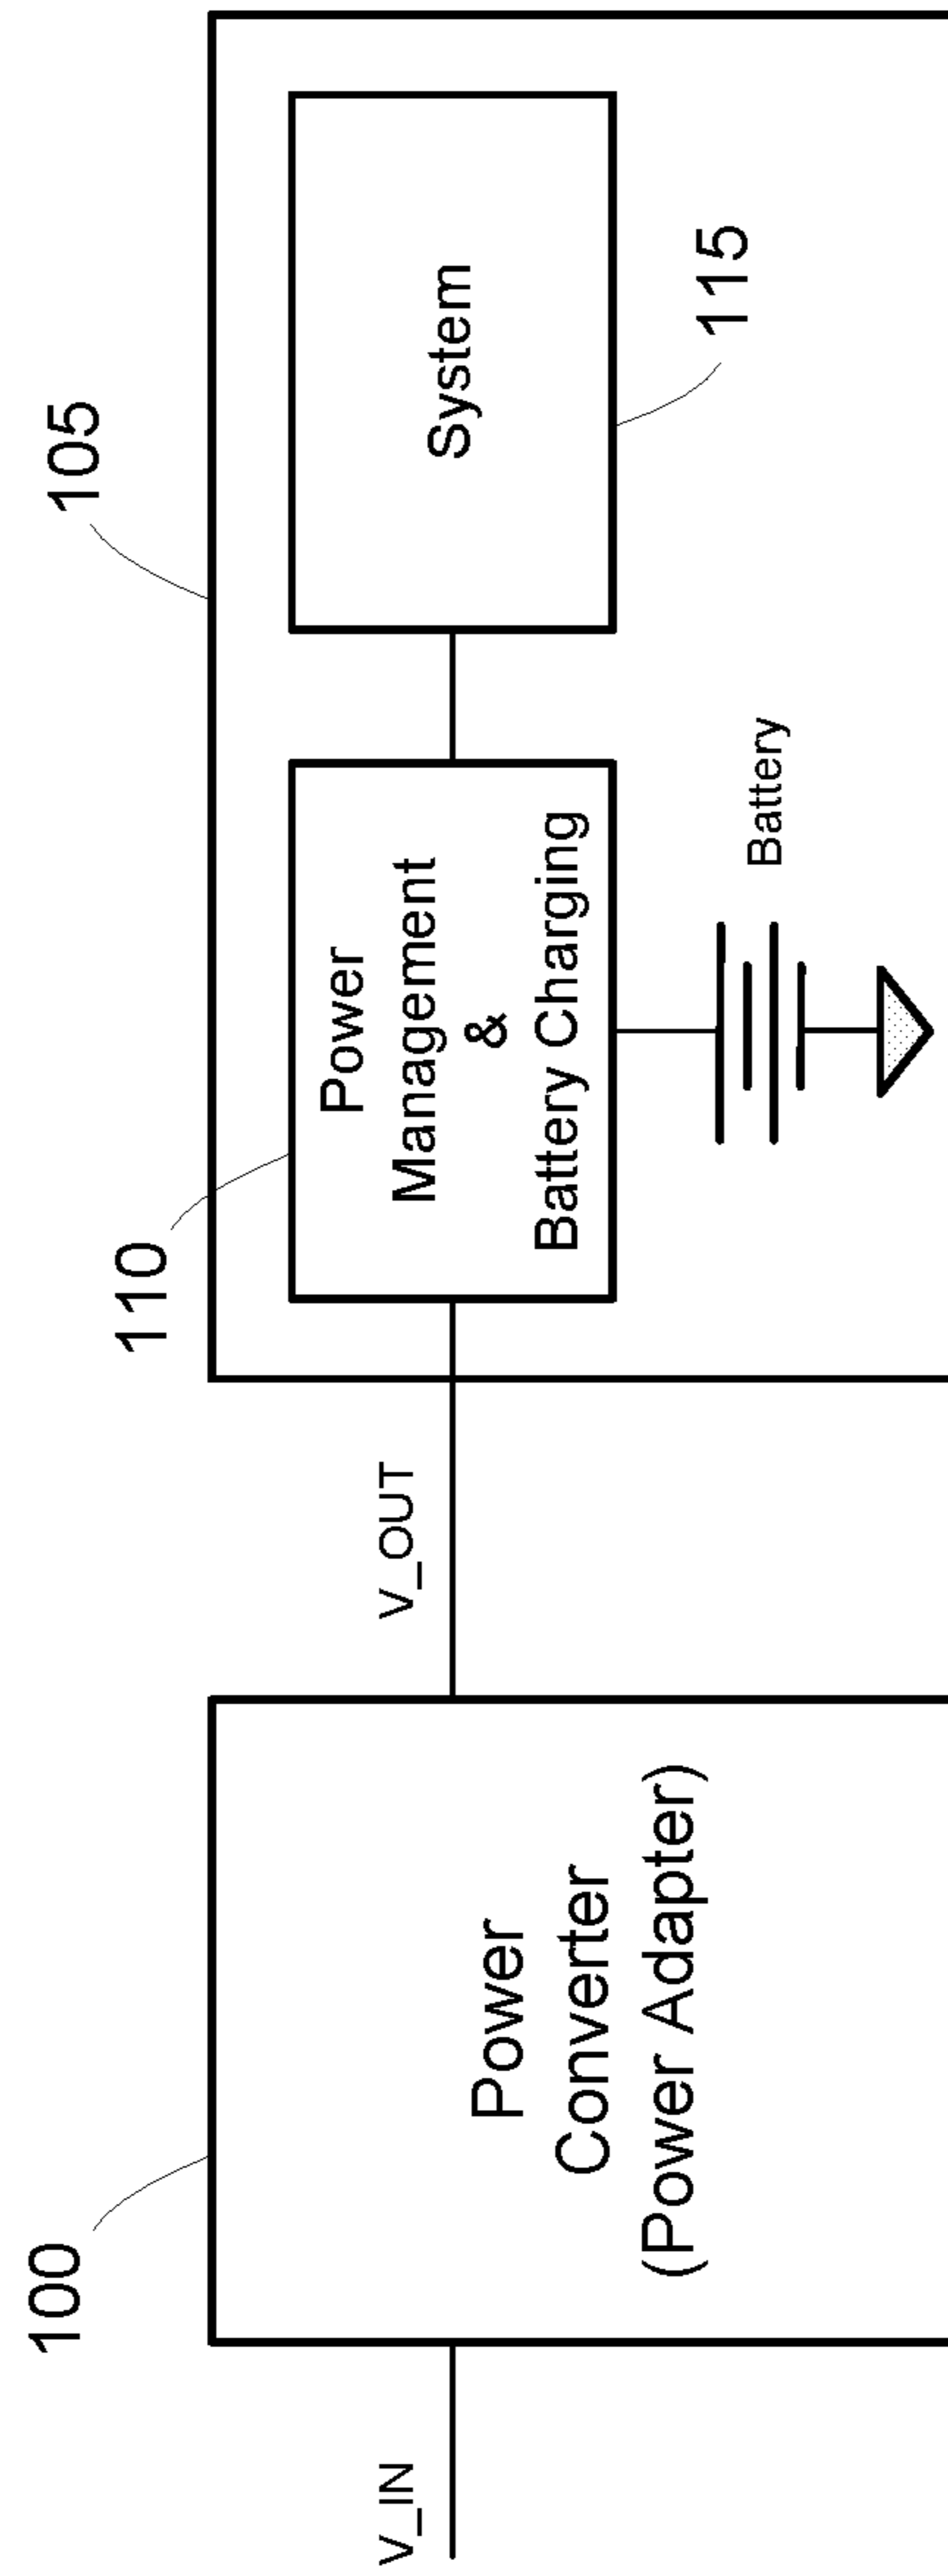 V_IN
100
Power
Converter
(Power Adapter)
V_OUT
105
110
Power
Management
&
Battery Charging
System
115
Battery